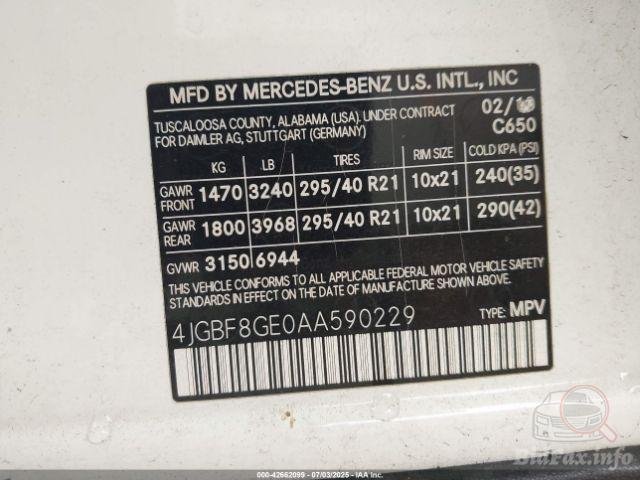 MFD BY MERCEDES-BENZ U.S. INTL., INC
TUSCALOOSA COUNTY, ALABAMA (USA). UNDER CONTRACT
FOR DAIMLER AG, STUTTGART (GERMANY)
02/
C650
KG LB TIRES RIM SIZE COLD KPA (PSI)
GAWR FRONT 1470 3240 295/40 R21 10x21 240(35)
GAWR REAR 1800 3968 295/40 R21 10x21 290(42)
GVWR 3150 6944
THIS VEHICLE CONFORMS TO ALL APPLICABLE FEDERAL MOTOR VEHICLE SAFETY
STANDARDS IN EFFECT ON THE DATE OF MANUFACTURE SHOWN ABOVE.
4JGBF8GE0AA590229
TYPE: MPV
BidFax.info
000-42662099 - 07/03/2025 - IAA Inc.